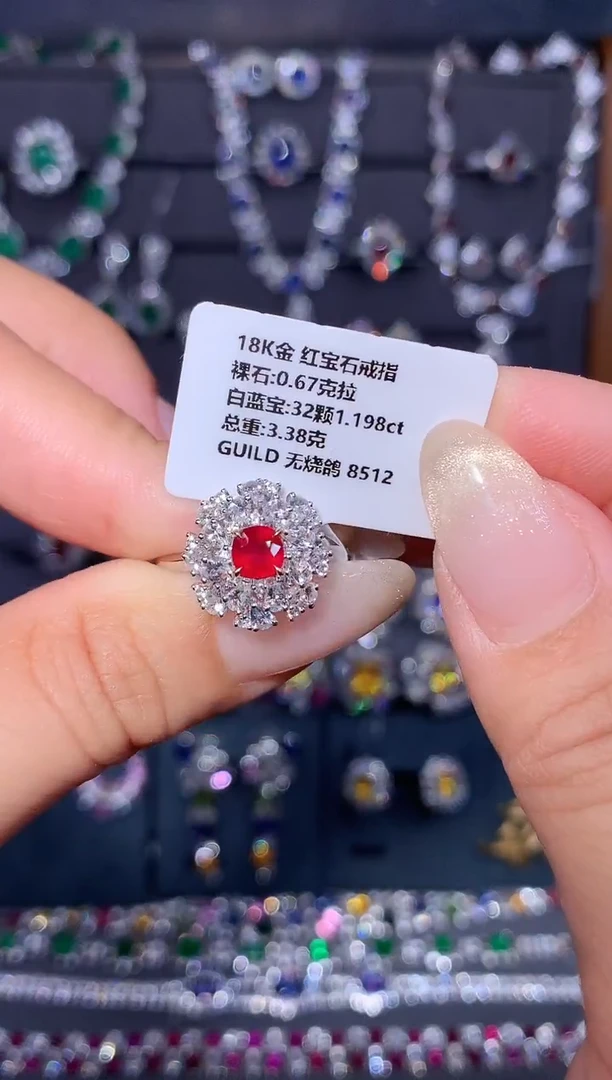 18K金 红宝石戒指
裸石:0.67克拉
白蓝宝:32颗1.198ct
总重:3.38克
GUILD 无烧鸽 8512